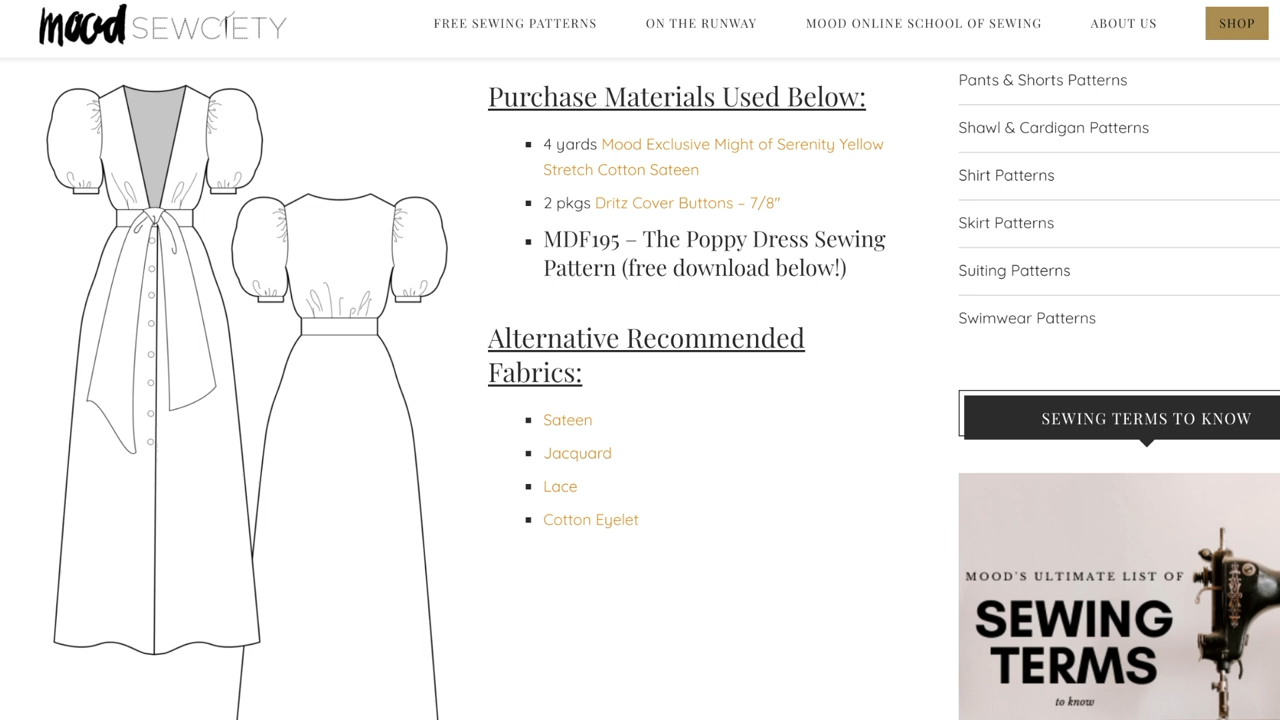 mood SEWCIETY
FREE SEWING PATTERNS
ON THE RUNWAY
MOOD ONLINE SCHOOL OF SEWING
ABOUT US
SHOP
Purchase Materials Used Below:
4 yards Mood Exclusive Might of Serenity Yellow
Stretch Cotton Sateen
2 pkgs Dritz Cover Buttons – 7/8"
MDF195 – The Poppy Dress Sewing
Pattern (free download below!)
Alternative Recommended
Fabrics:
Sateen
Jacquard
Lace
Cotton Eyelet
Pants & Shorts Patterns
Shawl & Cardigan Patterns
Shirt Patterns
Skirt Patterns
Suiting Patterns
Swimwear Patterns
SEWING TERMS TO KNOW
MOOD'S ULTIMATE LIST OF
SEWING
TERMS
to know